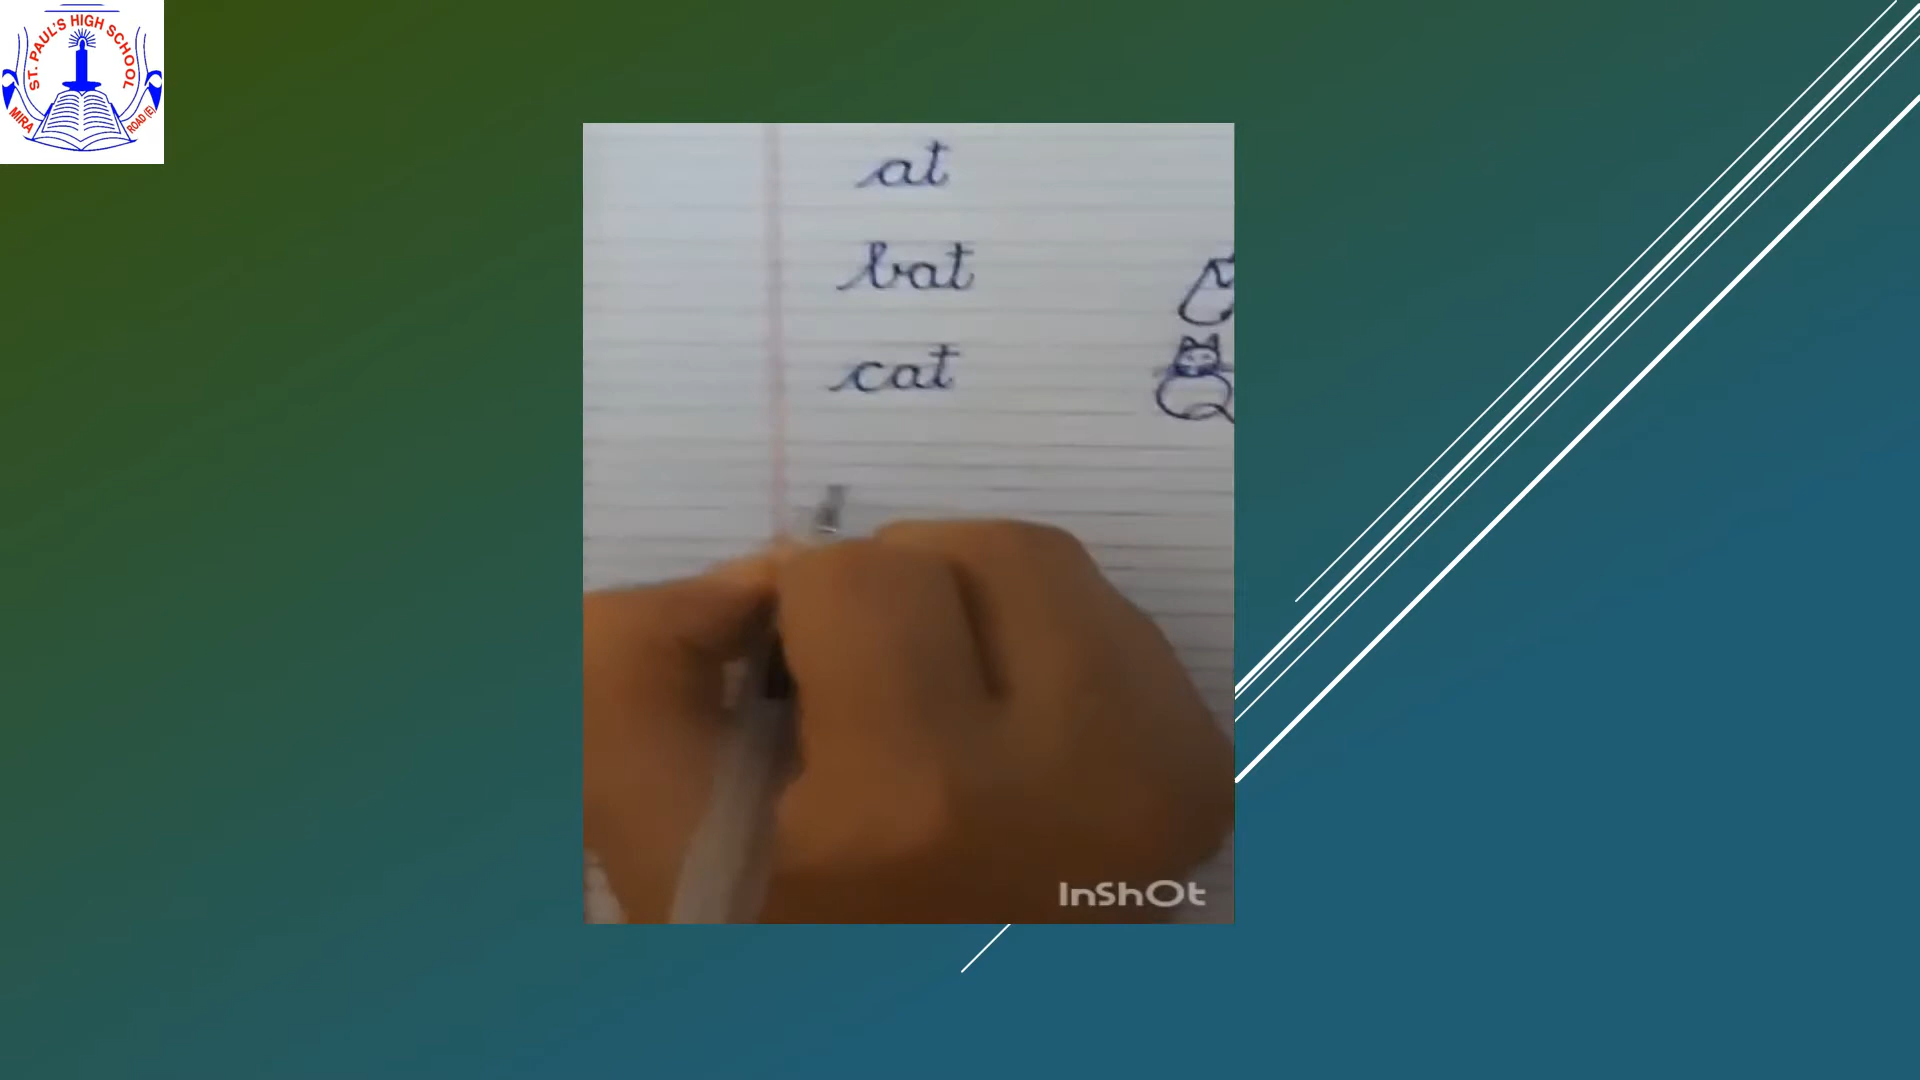 ST. PAUL'S HIGH SCHOOL
MIRA ROAD (E)
at
bat
cat
InShOt